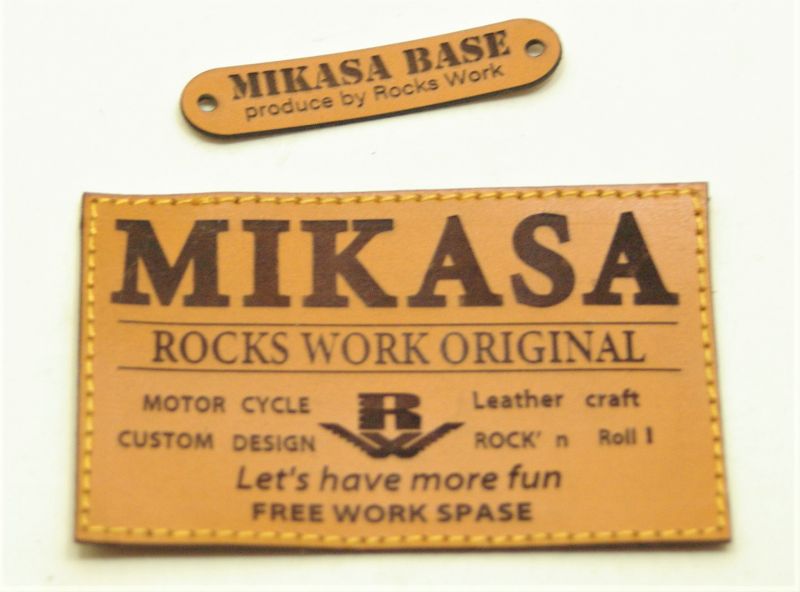 MIKASA BASE
produce by Rocks Work
MIKASA
ROCKS WORK ORIGINAL
MOTOR CYCLE
CUSTOM DESIGN
RW
Leather craft
ROCK' n Roll !
Let's have more fun
FREE WORK SPASE